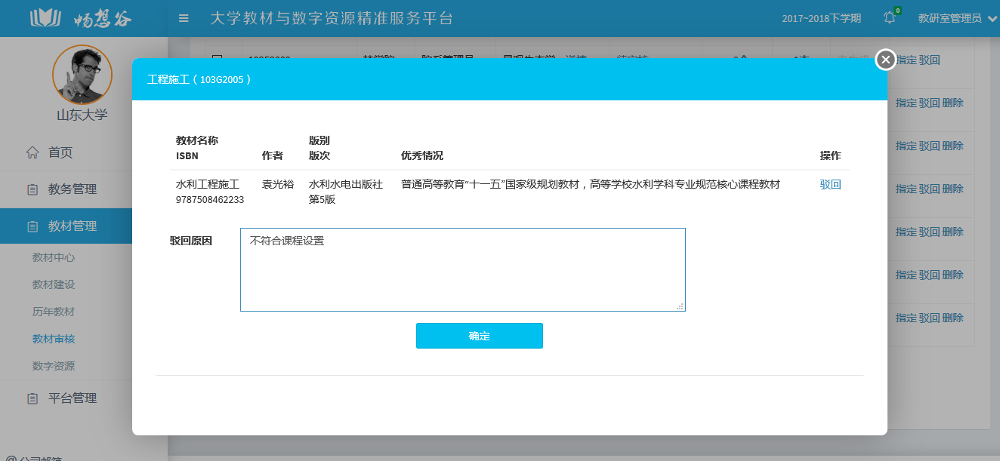 畅想谷
大学教材与数字资源精准服务平台
2017~2018下学期
0
教研室管理员
山东大学
首页
教务管理
教材管理
教材中心
教材建设
历年教材
教材审核
数字资源
平台管理
指定 驳回
指定 驳回 删除
指定 驳回 删除
指定 驳回 删除
指定 驳回 删除
指定 驳回 删除
指定 驳回 删除
工程施工（103G2005）
教材名称 版别
ISBN 作者 版次 优秀情况 操作
水利工程施工 袁光裕 水利水电出版社 普通高等教育“十一五”国家级规划教材，高等学校水利学科专业规范核心课程教材 驳回
9787508462233 第5版
驳回原因
不符合课程设置
确定